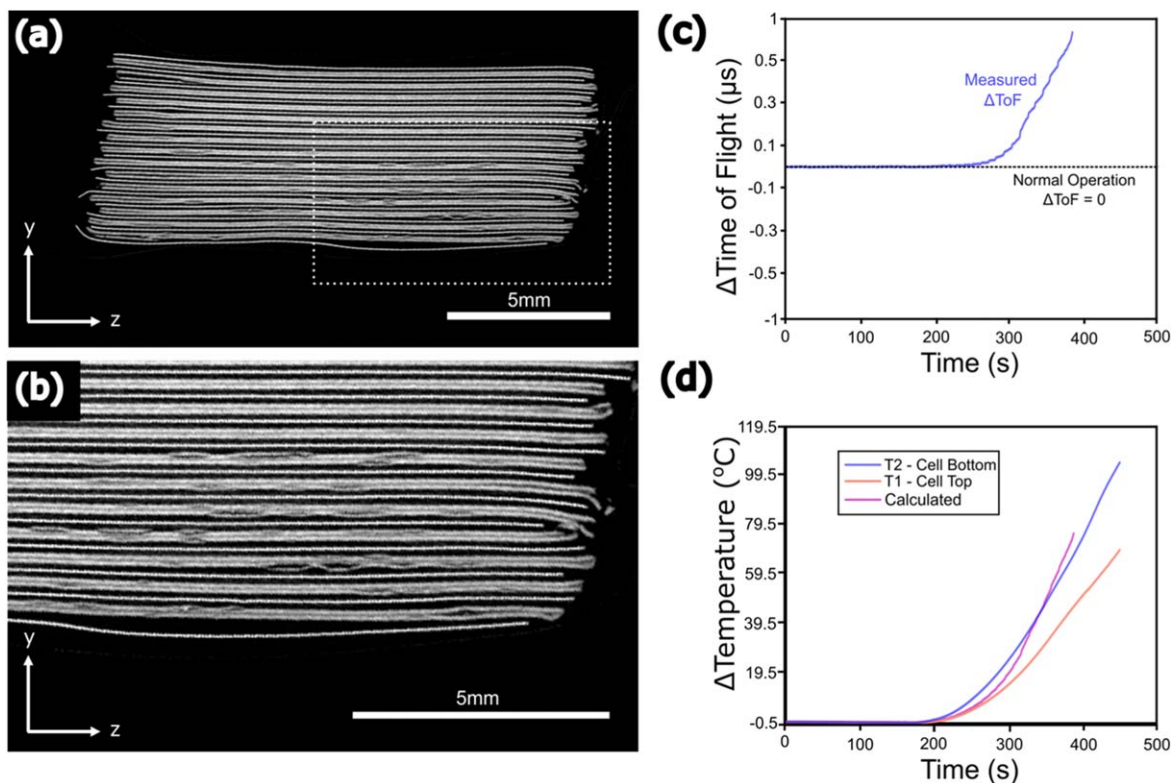 (a)
y
z
5mm
(b)
y
z
5mm
(c)
ΔTime of Flight (μs)
1
0.5
0.3
0.1
-0.1
-0.3
-0.5
-1
Measured
ΔToF
Normal Operation
ΔToF = 0
0 100 200 300 400 500
Time (s)
(d)
ΔTemperature (°C)
119.5
99.5
79.5
59.5
39.5
19.5
-0.5
T2 - Cell Bottom
T1 - Cell Top
Calculated
0 100 200 300 400 500
Time (s)